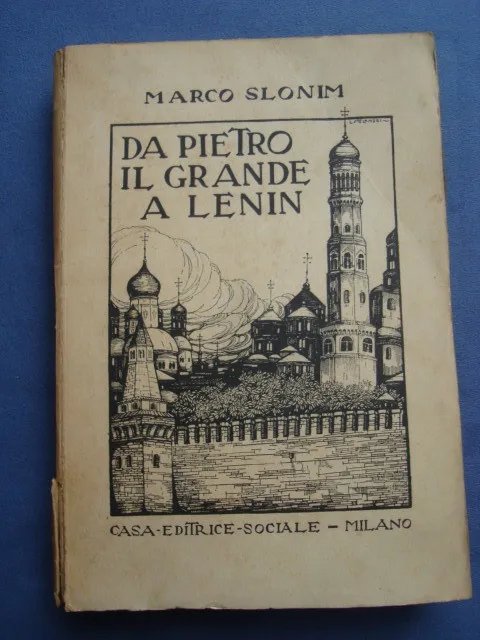 MARCO SLONIM
DA PIETRO
IL GRANDE
A LENIN
CASA-EDITRICE-SOCIALE - MILANO